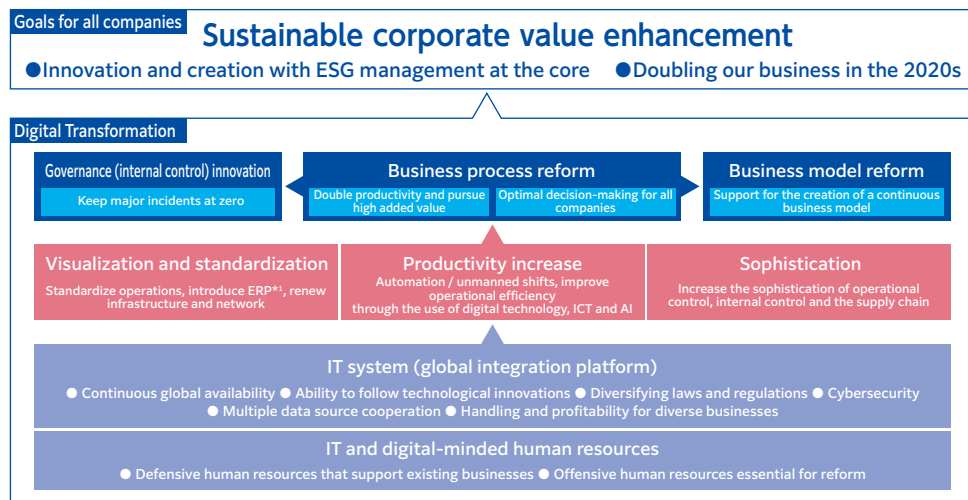 Goals for all companies
Sustainable corporate value enhancement
●Innovation and creation with ESG management at the core ●Doubling our business in the 2020s
Digital Transformation
Governance (internal control) innovation
Keep major incidents at zero
Business process reform
Double productivity and pursue
high added value
Optimal decision-making for all
companies
Business model reform
Support for the creation of a continuous
business model
Visualization and standardization
Standardize operations, introduce ERP*1, renew
infrastructure and network
Productivity increase
Automation / unmanned shifts, improve
operational efficiency
through the use of digital technology, ICT and AI
Sophistication
Increase the sophistication of operational
control, internal control and the supply chain
IT system (global integration platform)
● Continuous global availability ● Ability to follow technological innovations ● Diversifying laws and regulations ● Cybersecurity
● Multiple data source cooperation ● Handling and profitability for diverse businesses
IT and digital-minded human resources
● Defensive human resources that support existing businesses ● Offensive human resources essential for reform